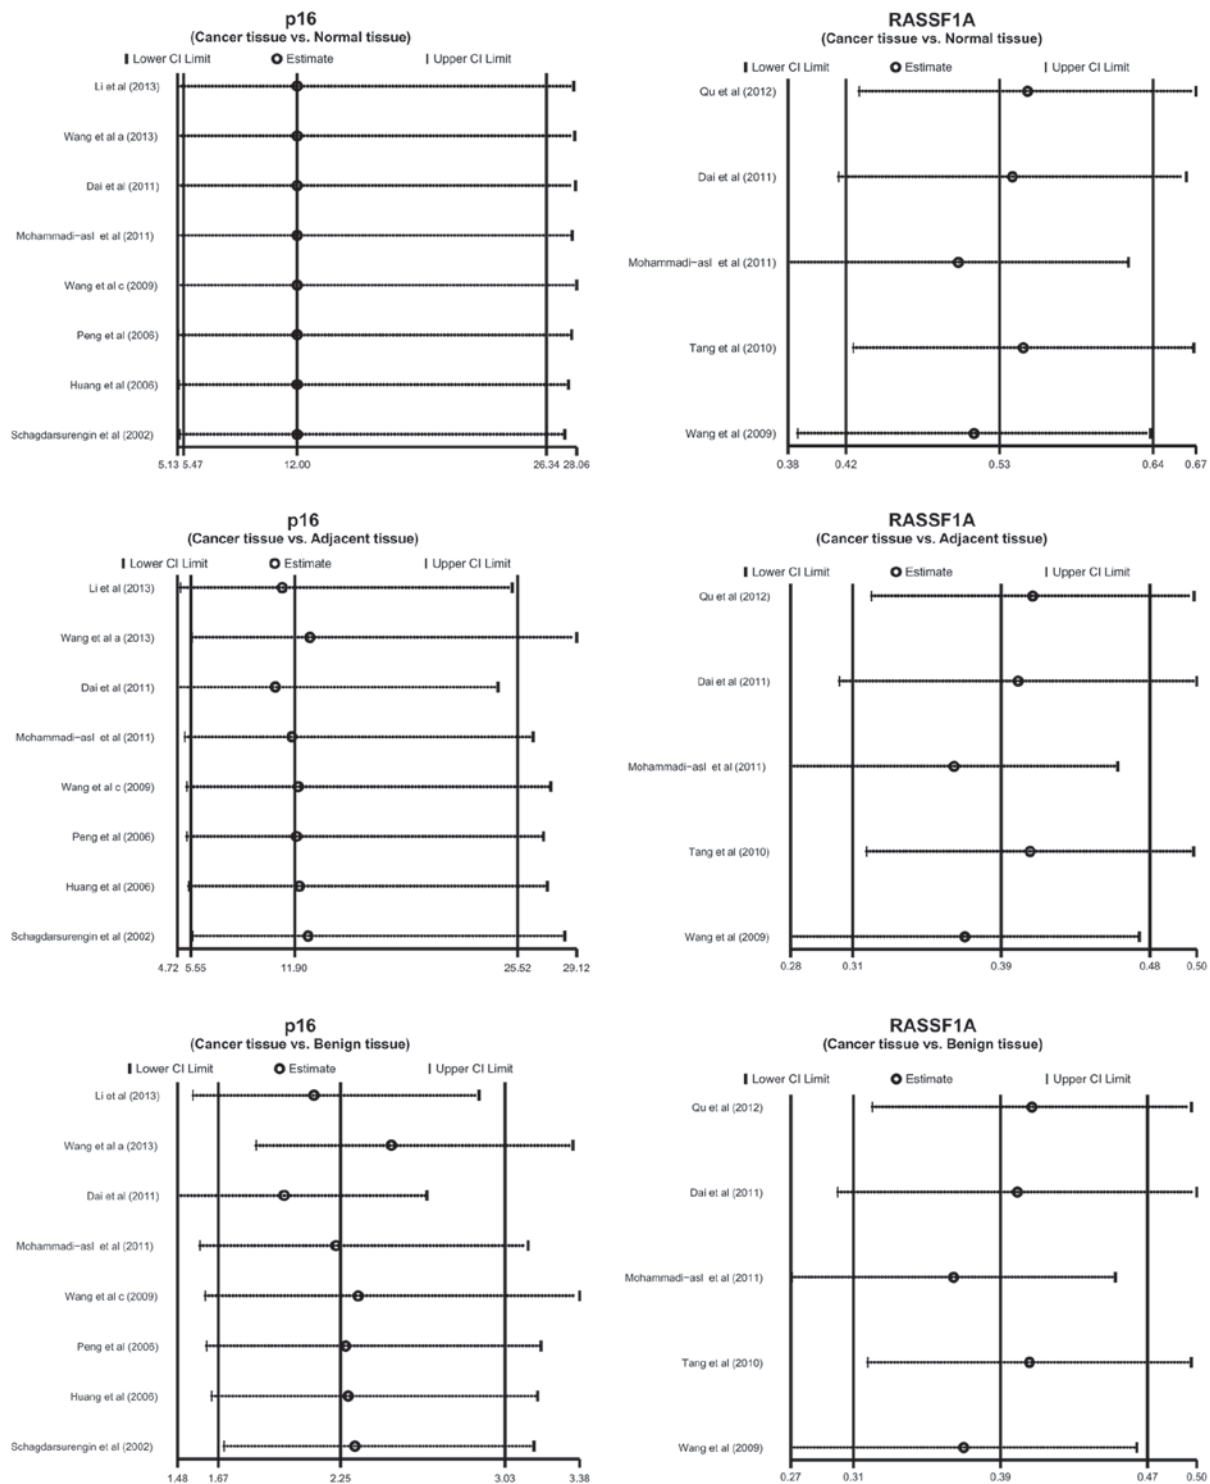 p16
(Cancer tissue vs. Normal tissue)
Lower CI Limit Estimate Upper CI Limit
Li et al (2013)
Wang et al a (2013)
Dai et al (2011)
Mohammadi-asl et al (2011)
Wang et al c (2009)
Peng et al (2006)
Huang et al (2006)
Schagdarsurengin et al (2002)
5.13 5.47 12.00 26.34 28.06
RASSF1A
(Cancer tissue vs. Normal tissue)
Lower CI Limit Estimate Upper CI Limit
Qu et al (2012)
Dai et al (2011)
Mohammadi-asl et al (2011)
Tang et al (2010)
Wang et al (2009)
0.38 0.42 0.53 0.64 0.67
p16
(Cancer tissue vs. Adjacent tissue)
Lower CI Limit Estimate Upper CI Limit
Li et al (2013)
Wang et al a (2013)
Dai et al (2011)
Mohammadi-asl et al (2011)
Wang et al c (2009)
Peng et al (2006)
Huang et al (2006)
Schagdarsurengin et al (2002)
4.72 5.55 11.90 25.52 29.12
RASSF1A
(Cancer tissue vs. Adjacent tissue)
Lower CI Limit Estimate Upper CI Limit
Qu et al (2012)
Dai et al (2011)
Mohammadi-asl et al (2011)
Tang et al (2010)
Wang et al (2009)
0.28 0.31 0.39 0.48 0.50
p16
(Cancer tissue vs. Benign tissue)
Lower CI Limit Estimate Upper CI Limit
Li et al (2013)
Wang et al a (2013)
Dai et al (2011)
Mohammadi-asl et al (2011)
Wang et al c (2009)
Peng et al (2006)
Huang et al (2006)
Schagdarsurengin et al (2002)
1.48 1.67 2.25 3.03 3.38
RASSF1A
(Cancer tissue vs. Benign tissue)
Lower CI Limit Estimate Upper CI Limit
Qu et al (2012)
Dai et al (2011)
Mohammadi-asl et al (2011)
Tang et al (2010)
Wang et al (2009)
0.27 0.31 0.39 0.47 0.50